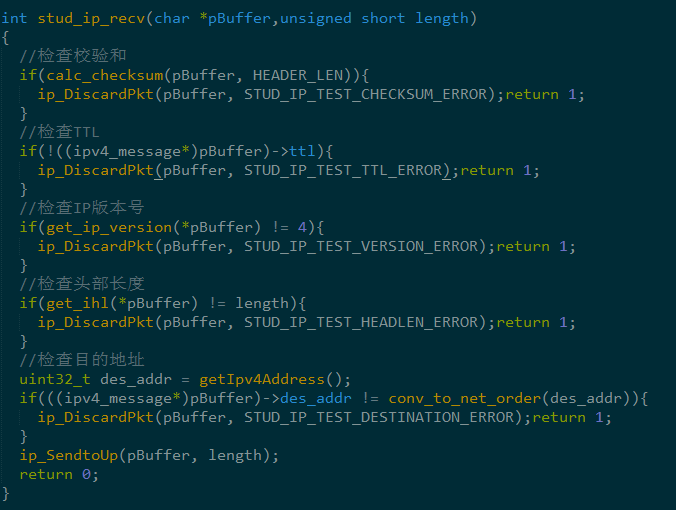 int stud_ip_recv(char *pBuffer,unsigned short length)
{
  //检查校验和
  if(calc_checksum(pBuffer, HEADER_LEN)){
    ip_DiscardPkt(pBuffer, STUD_IP_TEST_CHECKSUM_ERROR);return 1;
  }
  //检查TTL
  if(!((ipv4_message*)pBuffer)->ttl){
    ip_DiscardPkt(pBuffer, STUD_IP_TEST_TTL_ERROR);return 1;
  }
  //检查IP版本号
  if(get_ip_version(*pBuffer) != 4){
    ip_DiscardPkt(pBuffer, STUD_IP_TEST_VERSION_ERROR);return 1;
  }
  //检查头部长度
  if(get_ihl(*pBuffer) != length){
    ip_DiscardPkt(pBuffer, STUD_IP_TEST_HEADLEN_ERROR);return 1;
  }
  //检查目的地址
  uint32_t des_addr = getIpv4Address();
  if(((ipv4_message*)pBuffer)->des_addr != conv_to_net_order(des_addr)){
    ip_DiscardPkt(pBuffer, STUD_IP_TEST_DESTINATION_ERROR);return 1;
  }
  ip_SendtoUp(pBuffer, length);
  return 0;
}